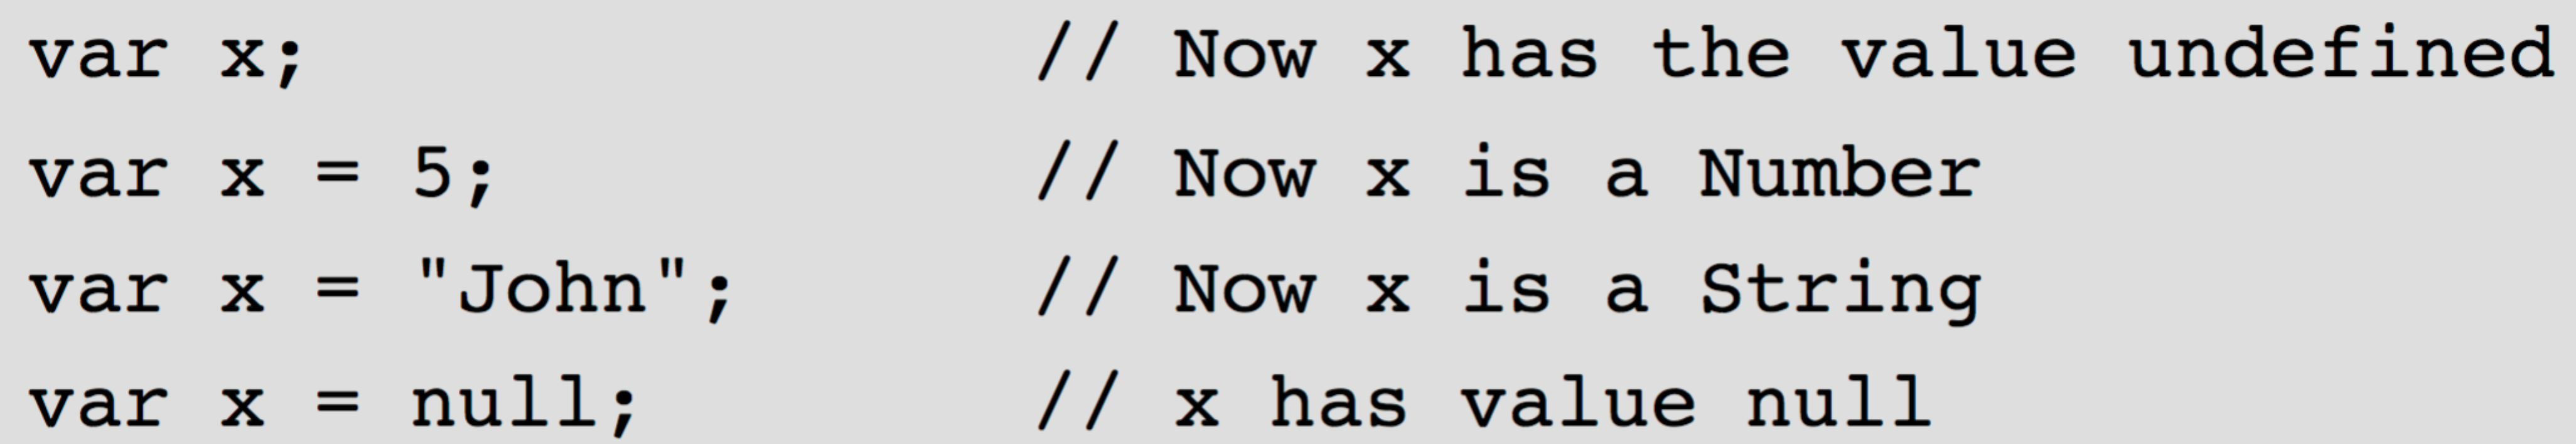 var x;                // Now x has the value undefined
var x = 5;            // Now x is a Number
var x = "John";       // Now x is a String
var x = null;         // x has value null